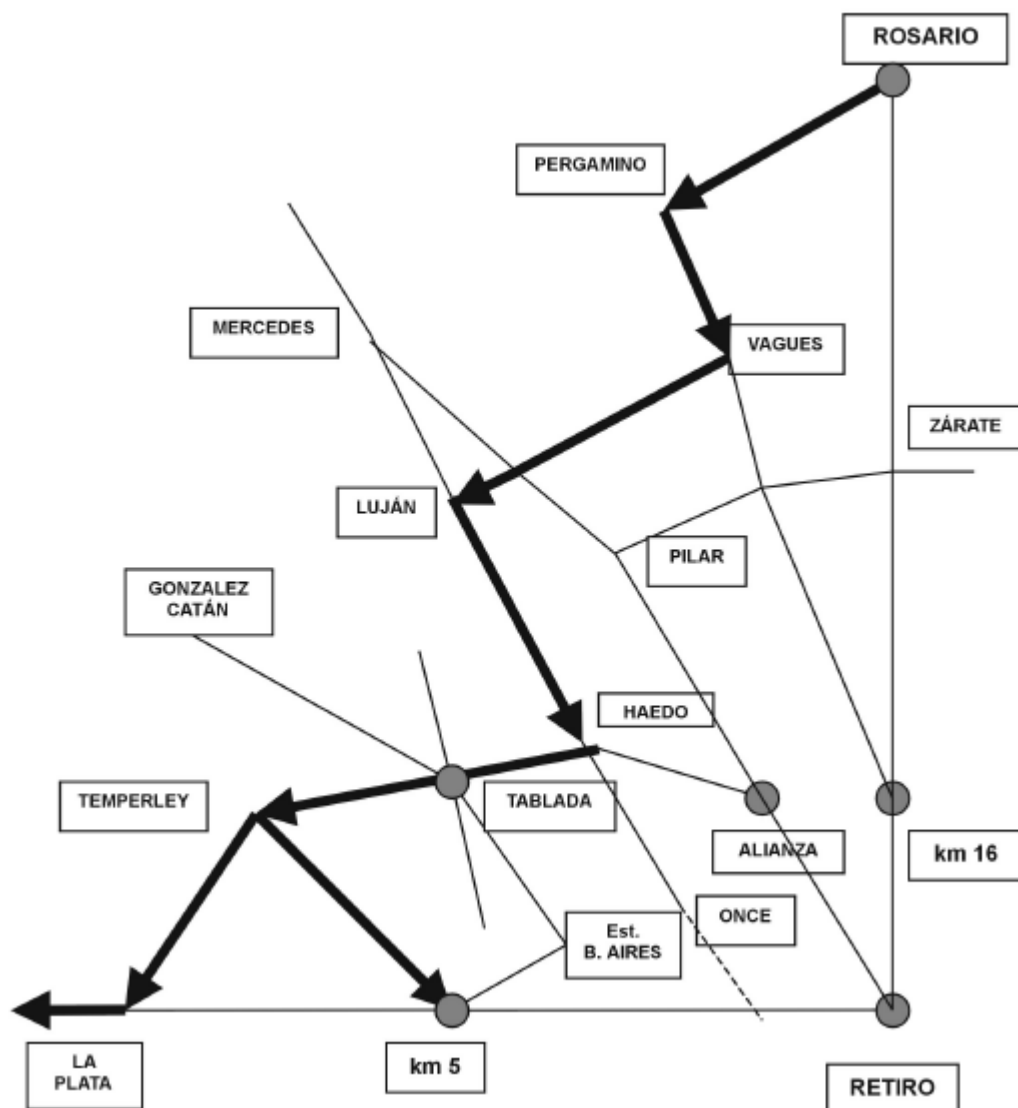 ROSARIO
PERGAMINO
MERCEDES
VAGUES
ZÁRATE
LUJÁN
PILAR
GONZALEZ
CATÁN
HAEDO
TEMPERLEY
TABLADA
ALIANZA
km 16
ONCE
Est.
B. AIRES
LA
PLATA
km 5
RETIRO